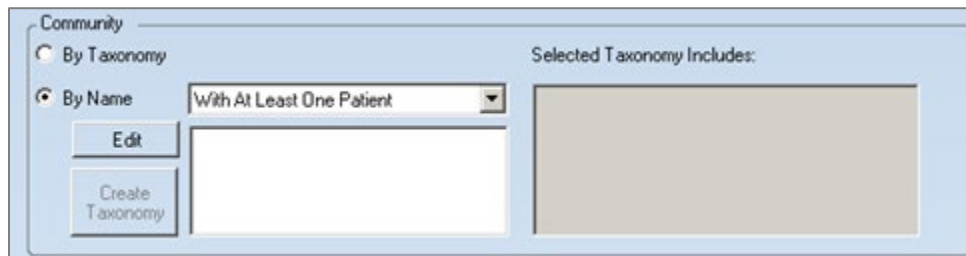 Community
By Taxonomy
Selected Taxonomy Includes:
By Name
With At Least One Patient
Edit
Create
Taxonomy